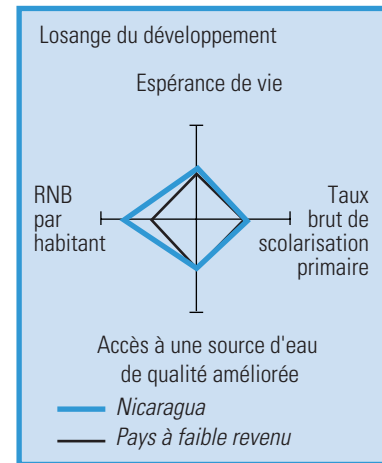 Losange du développement
Espérance de vie
RNB
par
habitant
Taux
brut de
scolarisation
primaire
Accès à une source d'eau
de qualité améliorée
Nicaragua
Pays à faible revenu